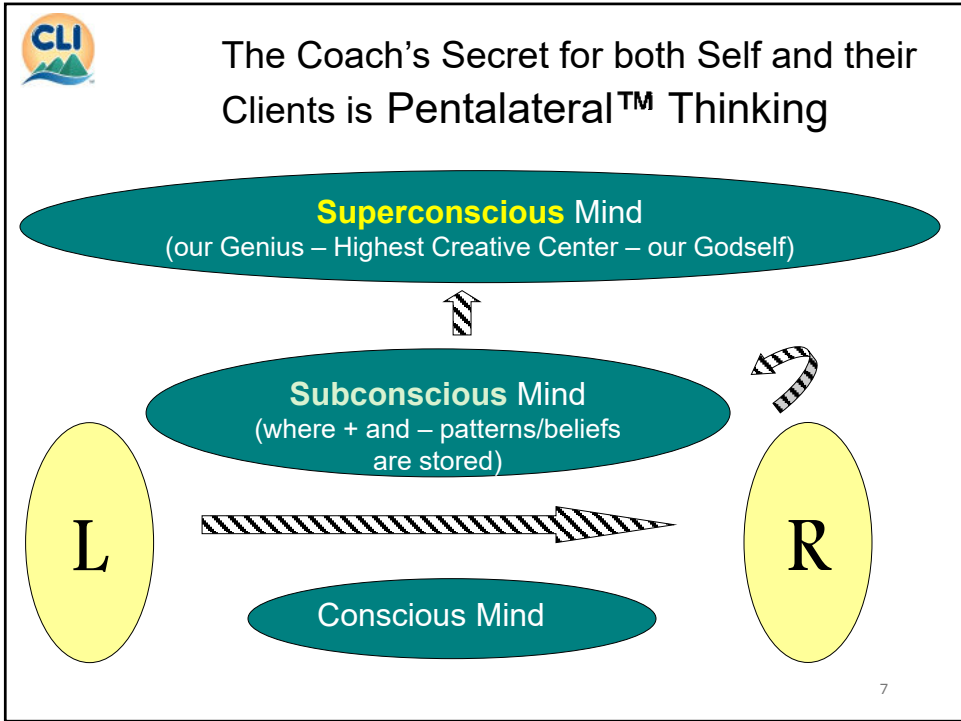 CLI
The Coach's Secret for both Self and their
Clients is Pentalateral™ Thinking
Superconscious Mind
(our Genius – Highest Creative Center – our Godself)
Subconscious Mind
(where + and – patterns/beliefs
are stored)
L
R
Conscious Mind
7